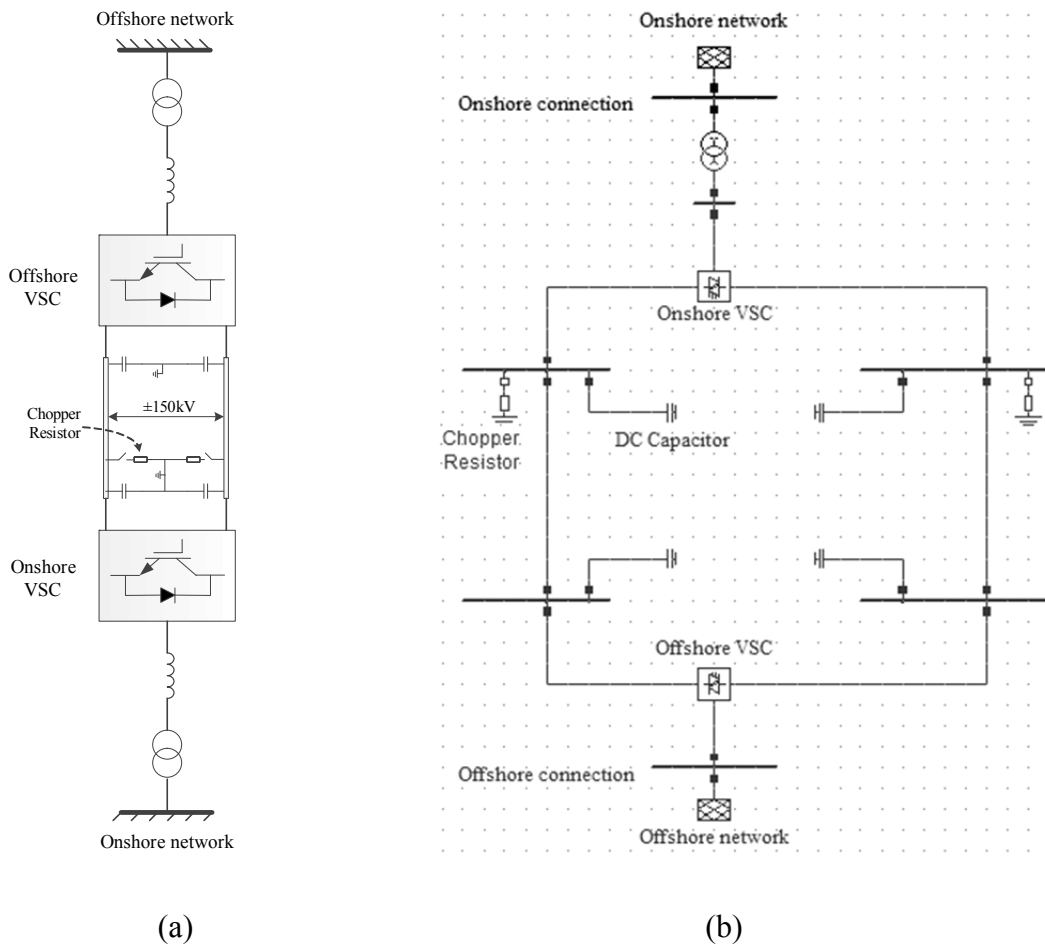 Offshore network
Offshore
VSC
±150kV
Chopper
Resistor
Onshore
VSC
Onshore network
(a)
Onshore network
Onshore connection
Onshore VSC
Chopper
Resistor
DC Capacitor
Offshore VSC
Offshore connection
Offshore network
(b)